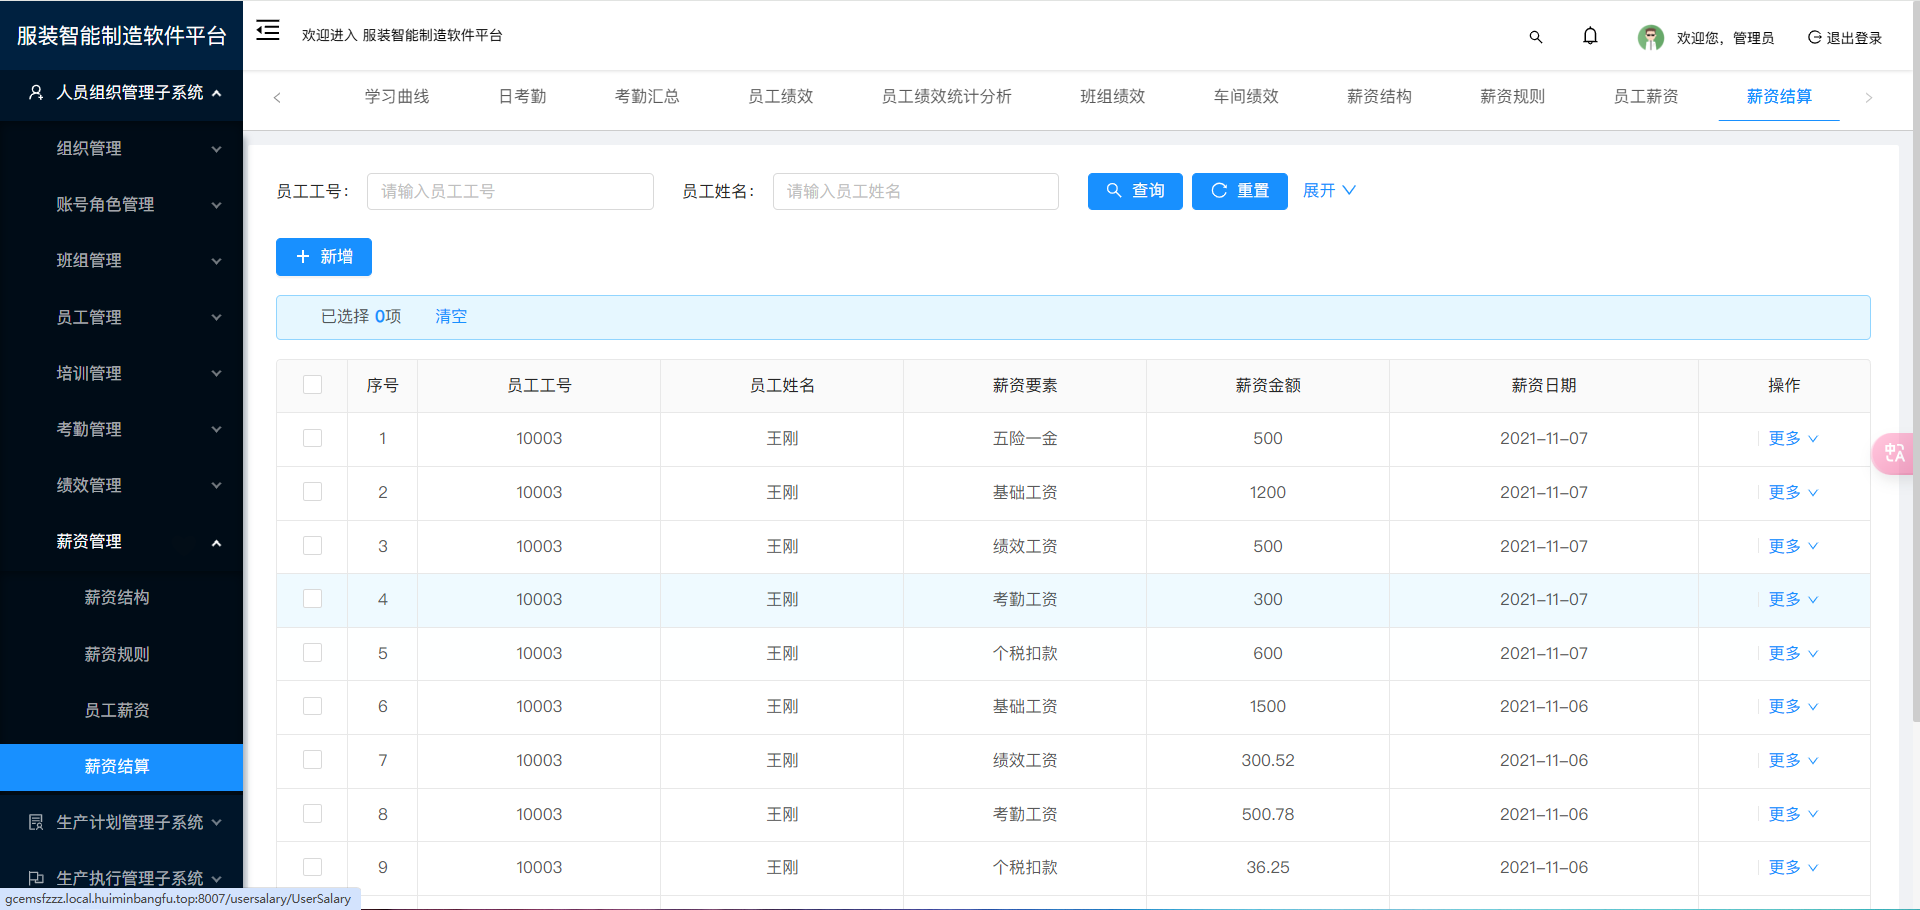 服装智能制造软件平台
欢迎进入 服装智能制造软件平台
欢迎您，管理员
退出登录
人员组织管理子系统
组织管理
账号角色管理
班组管理
员工管理
培训管理
考勤管理
绩效管理
薪资管理
薪资结构
薪资规则
员工薪资
薪资结算
生产计划管理子系统
生产执行管理子系统
gcemsfzzz.local.huiminbangfu.top:8007/usersalary/UserSalary
学习曲线 日考勤 考勤汇总 员工绩效 员工绩效统计分析 班组绩效 车间绩效 薪资结构 薪资规则 员工薪资 薪资结算
员工工号： 请输入员工工号 员工姓名： 请输入员工姓名 查询 重置 展开
新增
已选择 0项 清空
序号 员工工号 员工姓名 薪资要素 薪资金额 薪资日期 操作
1 10003 王刚 五险一金 500 2021-11-07 更多
2 10003 王刚 基础工资 1200 2021-11-07 更多
3 10003 王刚 绩效工资 500 2021-11-07 更多
4 10003 王刚 考勤工资 300 2021-11-07 更多
5 10003 王刚 个税扣款 600 2021-11-07 更多
6 10003 王刚 基础工资 1500 2021-11-06 更多
7 10003 王刚 绩效工资 300.52 2021-11-06 更多
8 10003 王刚 考勤工资 500.78 2021-11-06 更多
9 10003 王刚 个税扣款 36.25 2021-11-06 更多
中A